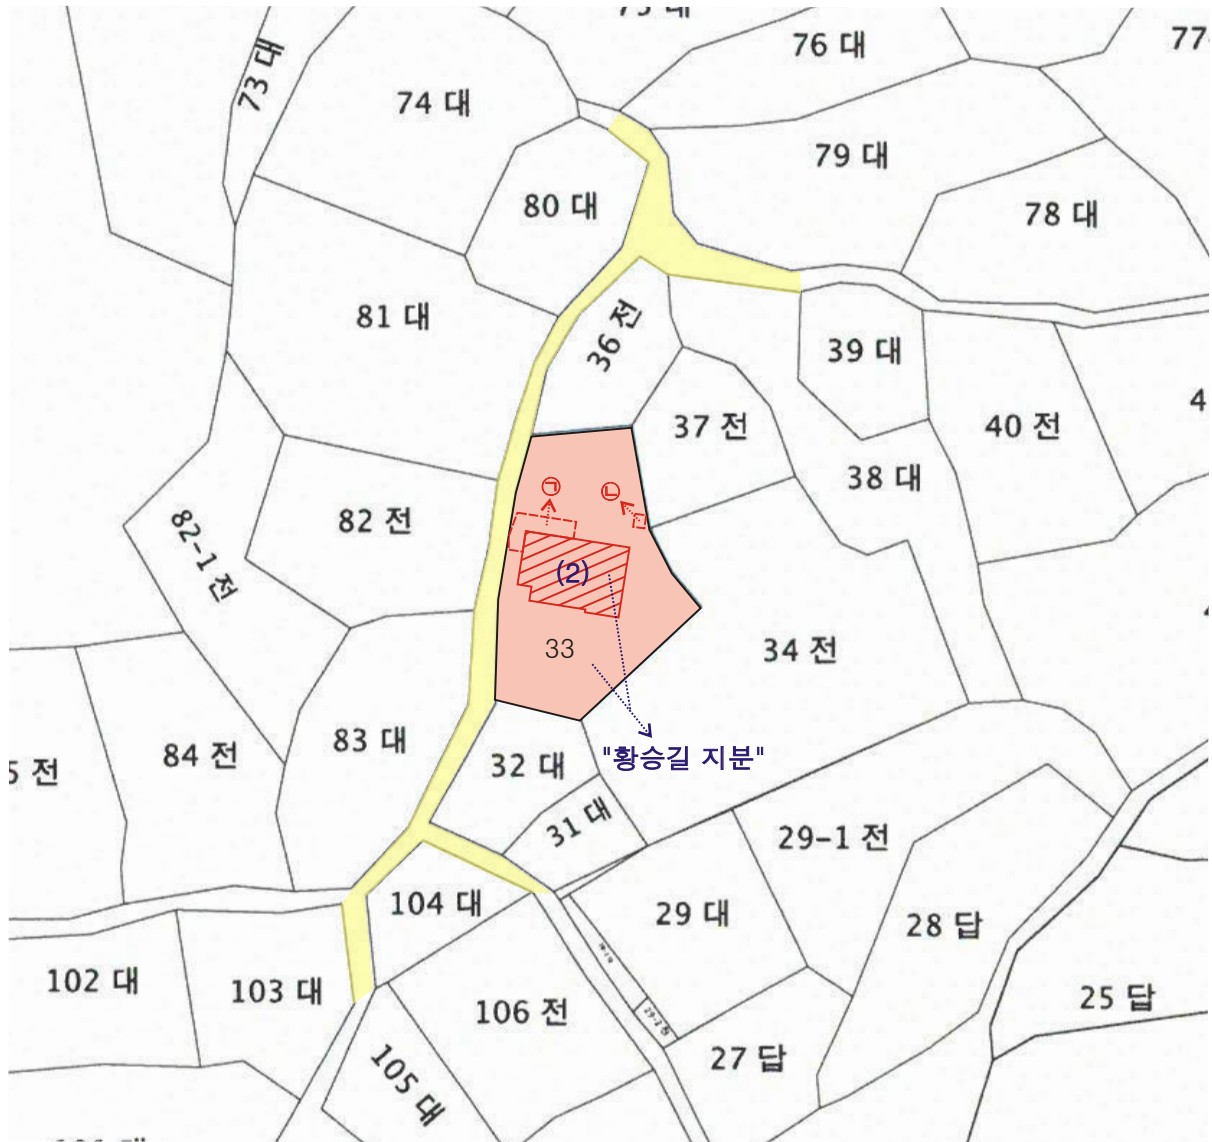 76 대
77
73 대
74 대
79 대
80 대
78 대
81 대
36 전
39 대
37 전
40 전
38 대
㉠
㉡
82 전
82-1 전
(2)
33
34 전
83 대
84 전
5 전
32 대
"황승길 지분"
31 대
29-1 전
104 대
29 대
28 답
102 대
103 대
106 전
25 답
27 답
105 대